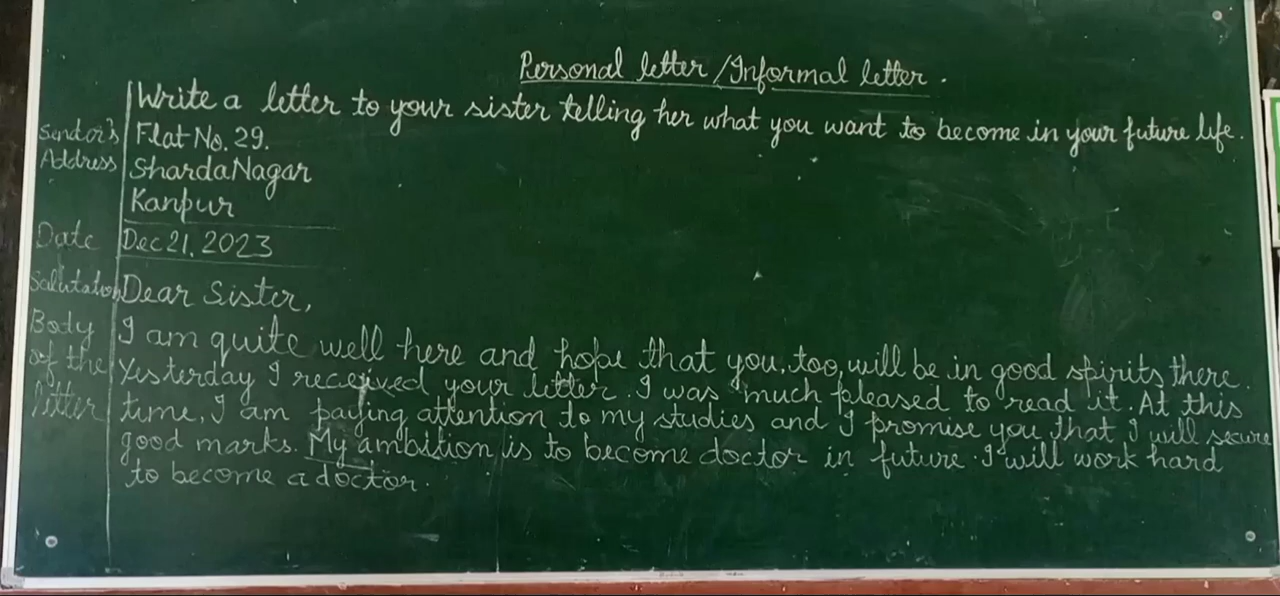 Personal letter/Informal letter.
Write a letter to your sister telling her what you want to become in your future life.
Sendor's Address
Flat No. 29.
Sharda Nagar
Kanpur
Date
Dec 21, 2023
Salutation
Dear Sister,
Body of the letter
I am quite well here and hope that you, too, will be in good spirits there.
Yesterday I received your letter. I was much pleased to read it. At this
time, I am paying attention to my studies and I promise you that I will secure
good marks. My ambition is to become doctor in future. I will work hard
to become a doctor.